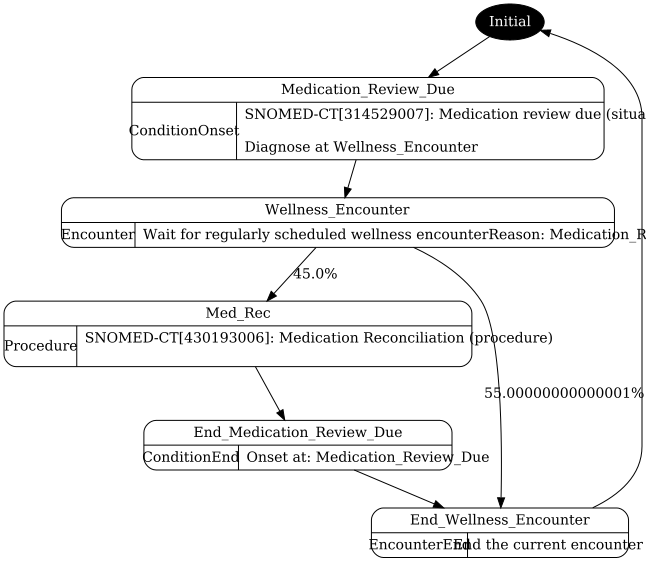 Initial
Medication_Review_Due
ConditionOnset
SNOMED-CT[314529007]: Medication review due (situa
Diagnose at Wellness_Encounter
Wellness_Encounter
Encounter
Wait for regularly scheduled wellness encounterReason: Medication_R
45.0%
Med_Rec
Procedure
SNOMED-CT[430193006]: Medication Reconciliation (procedure)
55.00000000000001%
End_Medication_Review_Due
ConditionEnd
Onset at: Medication_Review_Due
End_Wellness_Encounter
EncounterEnd
End the current encounter